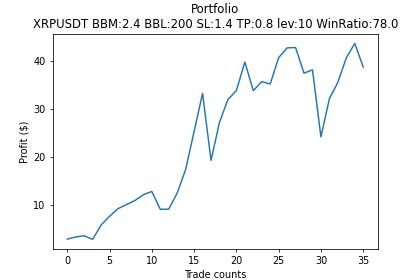 Portfolio
XRPUSDT BBM:2.4 BBL:200 SL:1.4 TP:0.8 lev:10 WinRatio:78.0
40
30
20
10
Profit ($)
0 5 10 15 20 25 30 35
Trade counts